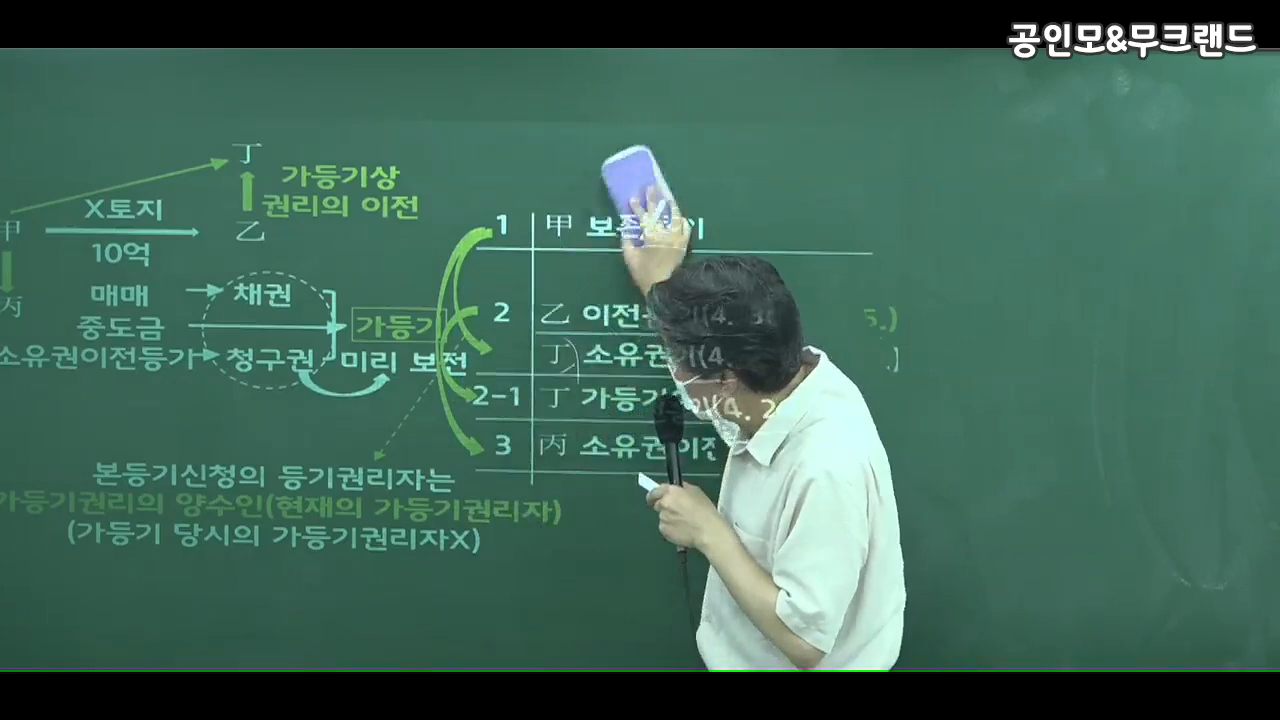 공인모&무크랜드
丁
가등기상
권리의 이전
甲 X토지 乙
10억
丙
매매 채권
중도금 가등기
소유권이전등기 청구권 미리 보전
1 甲 보존
2 乙 이전 (4. 5.)
丁 소유권 (4
2-1 丁 가등기 (4. 2
3 丙 소유권이전
본등기신청의 등기권리자는
가등기권리의 양수인(현재의 가등기권리자)
(가등기 당시의 가등기권리자X)